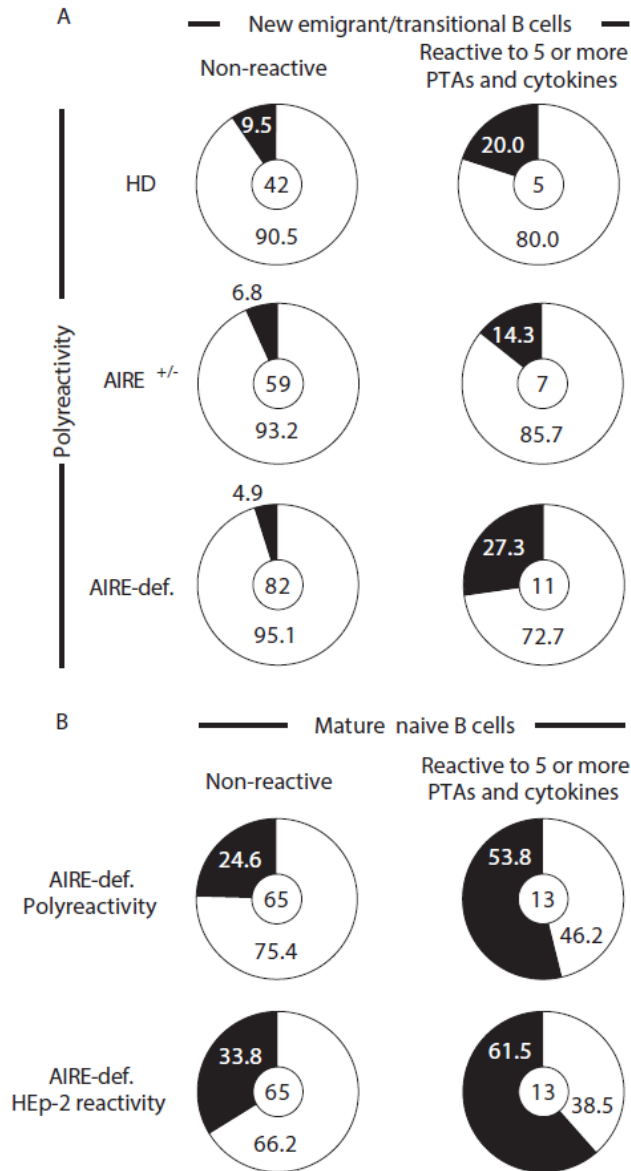 A
New emigrant/transitional B cells
Non-reactive
Reactive to 5 or more
PTAs and cytokines
Polyreactivity
HD
9.5
42
90.5
20.0
5
80.0
AIRE +/-
6.8
59
93.2
14.3
7
85.7
AIRE-def.
4.9
82
95.1
27.3
11
72.7
B
Mature naive B cells
Non-reactive
Reactive to 5 or more
PTAs and cytokines
AIRE-def.
Polyreactivity
24.6
65
75.4
53.8
13
46.2
AIRE-def.
HEp-2 reactivity
33.8
65
66.2
61.5
13
38.5